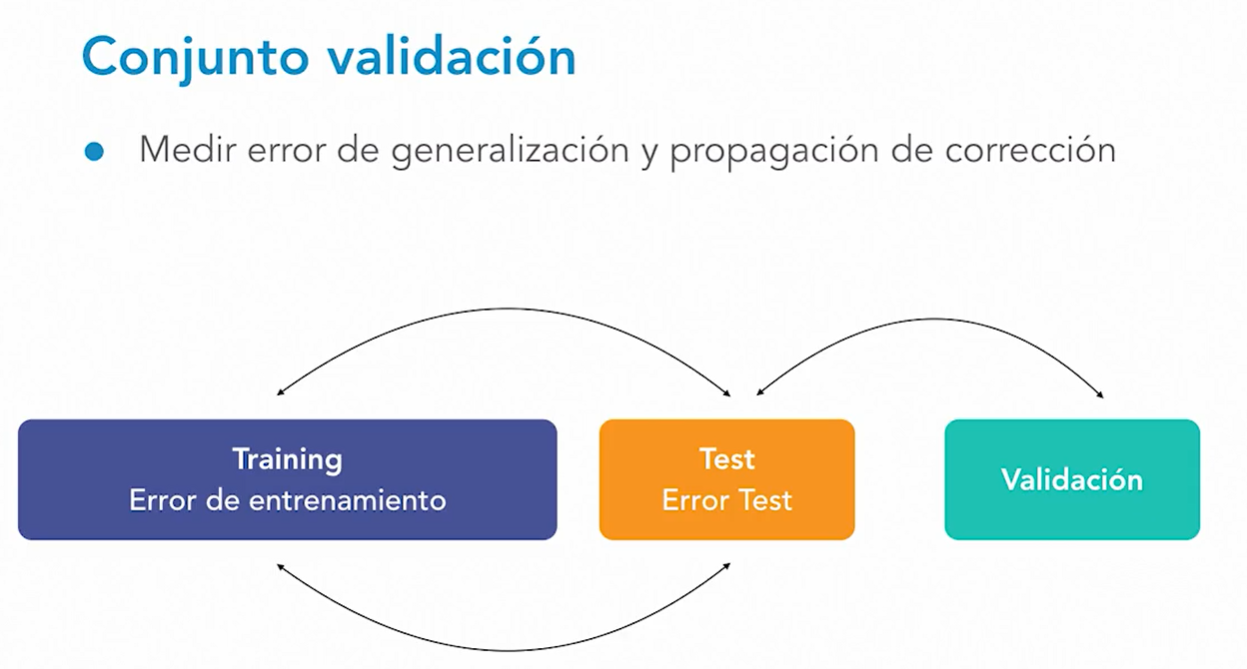 Conjunto validación
Medir error de generalización y propagación de corrección
Training
Error de entrenamiento
Test
Error Test
Validación